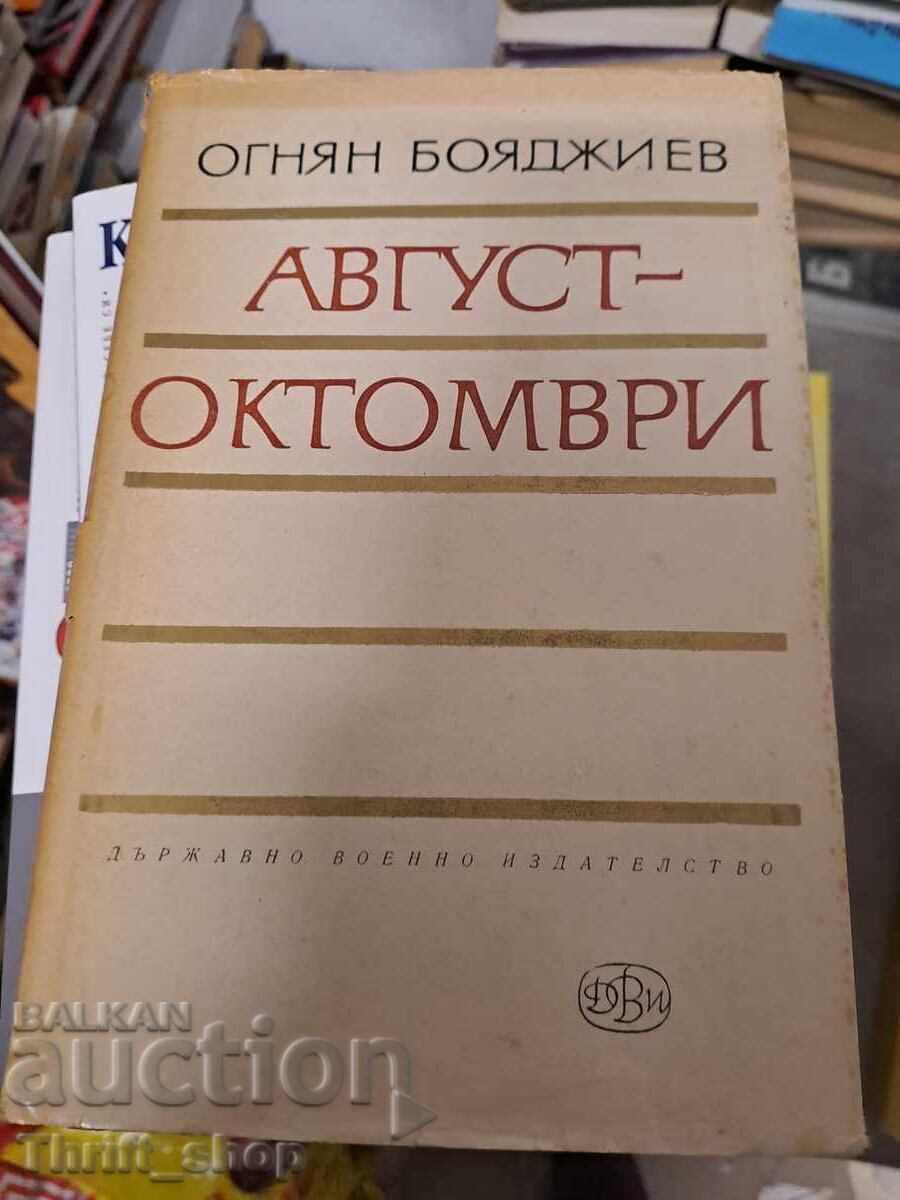 ОГНЯН БОЯДЖИЕВ
АВГУСТ-
ОКТОМВРИ
ДЪРЖАВНО ВОЕННО ИЗДАТЕЛСТВО
ДВИ
К
Б
BALKAN
auction
Thrift_shop